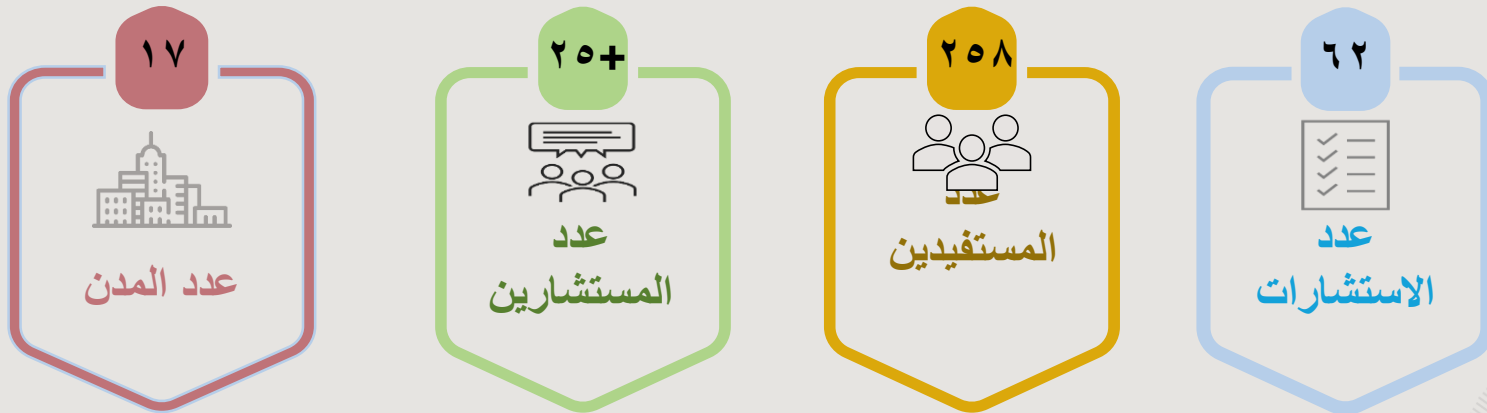 ٦٢
عدد
الاستشارات
٢٥٨
عدد
المستفيدين
+٢٥
عدد
المستشارين
١٧
عدد المدن